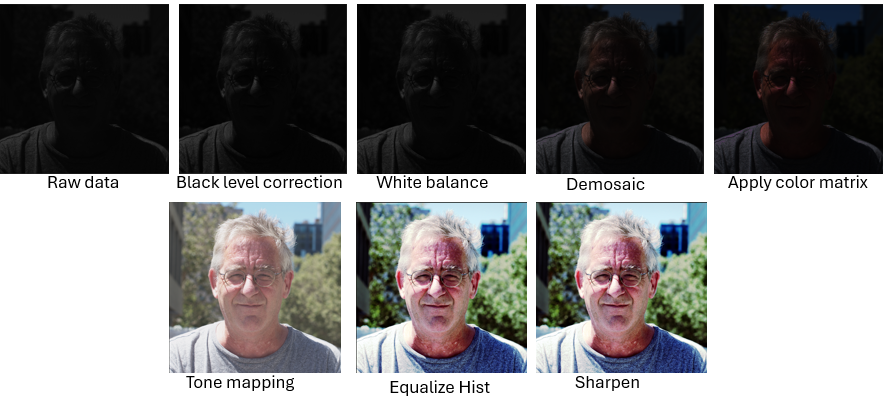 Raw data
Black level correction
White balance
Demosaic
Apply color matrix
Tone mapping
Equalize Hist
Sharpen